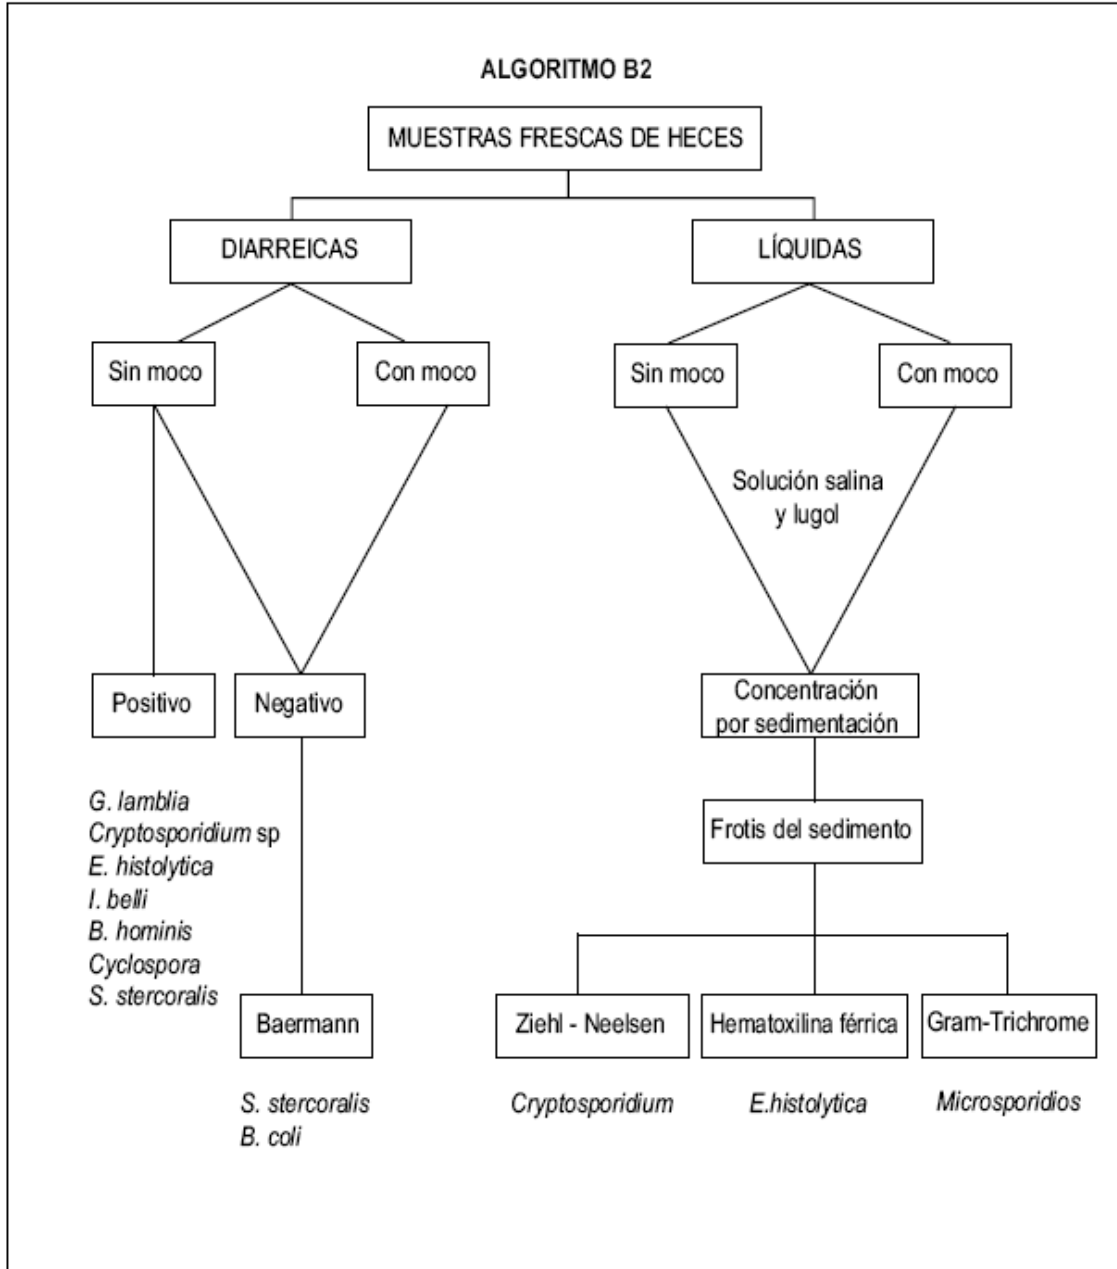 ALGORITMO B2
MUESTRAS FRESCAS DE HECES
DIARREICAS
LÍQUIDAS
Sin moco
Con moco
Sin moco
Con moco
Solución salina
y lugol
Positivo
Negativo
Concentración
por sedimentación
G. lamblia
Cryptosporidium sp
E. histolytica
I. belli
B. hominis
Cyclospora
S. stercoralis
Frotis del sedimento
Baermann
Ziehl - Neelsen
Hematoxilina férrica
Gram-Trichrome
S. stercoralis
B. coli
Cryptosporidium
E.histolytica
Microsporidios